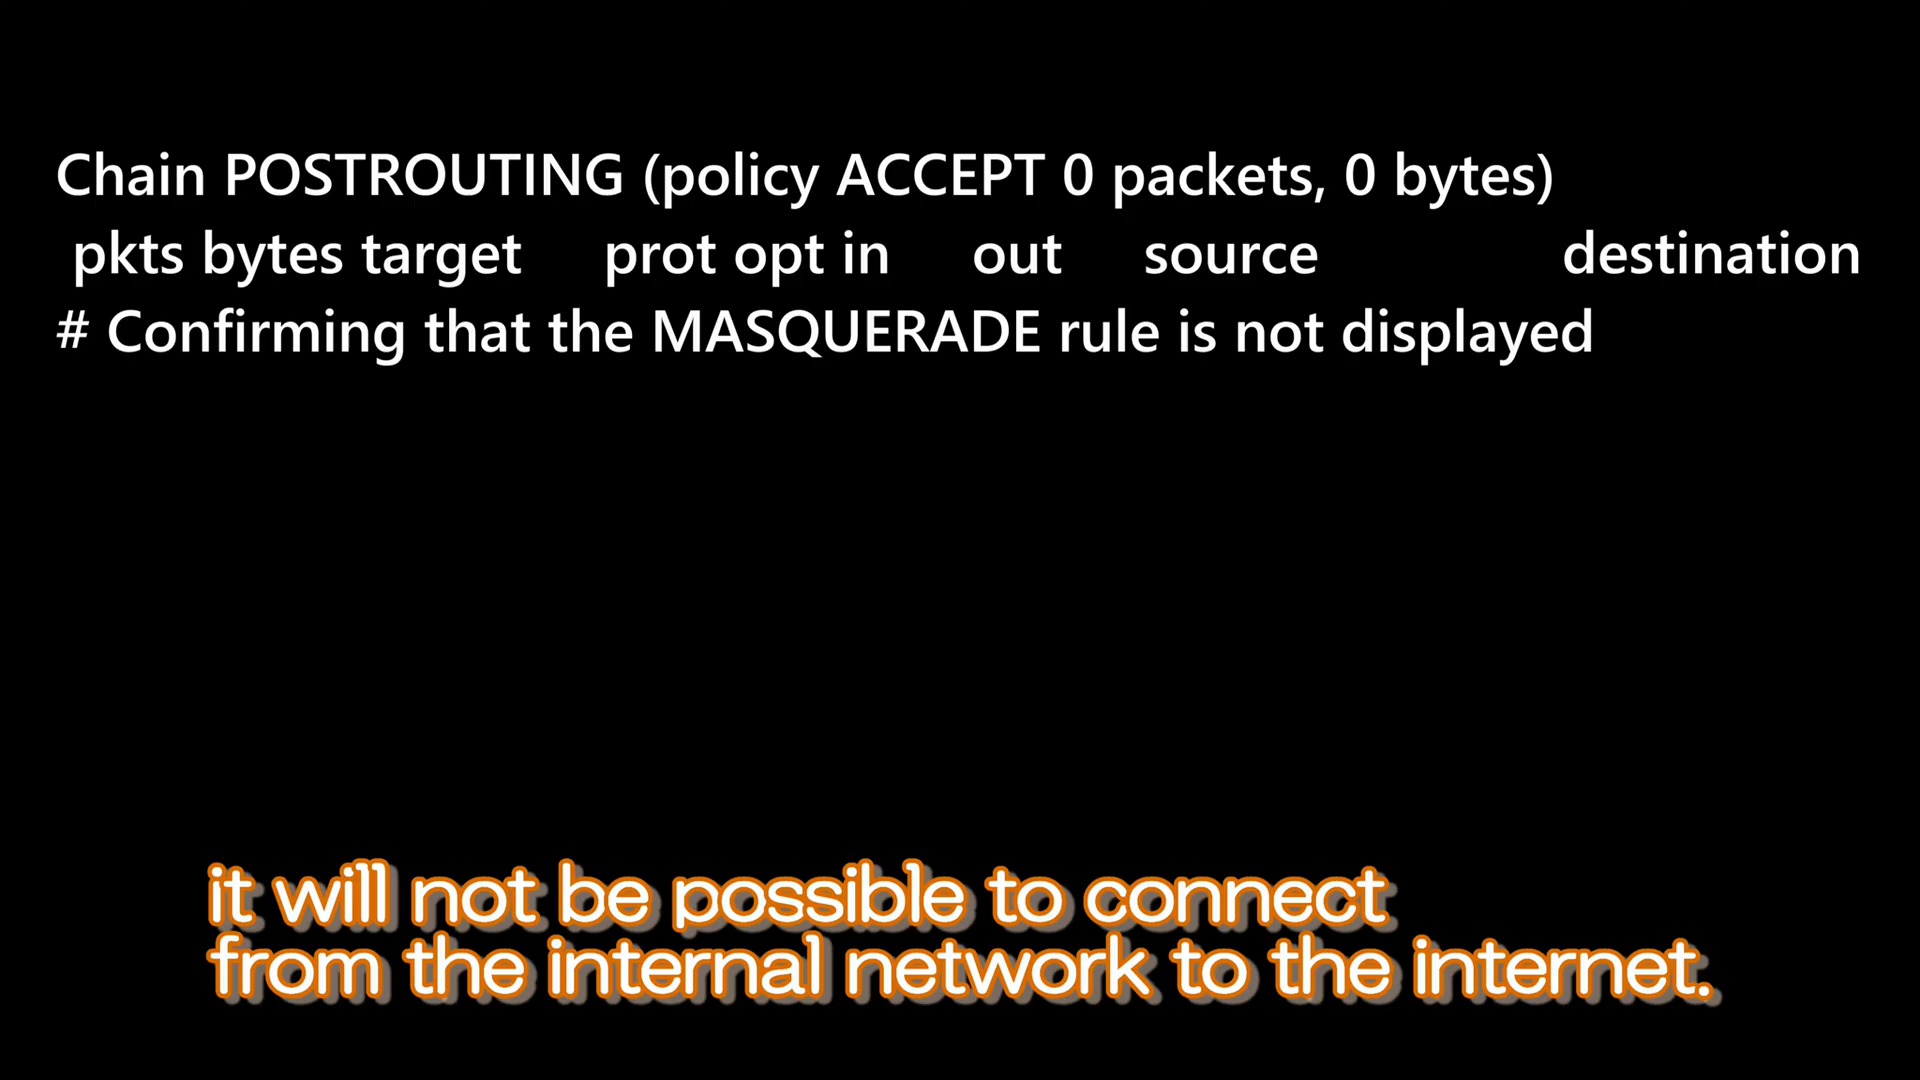 Chain POSTROUTING (policy ACCEPT 0 packets, 0 bytes)
pkts bytes target prot opt in out source destination
# Confirming that the MASQUERADE rule is not displayed
it will not be possible to connect
from the internal network to the internet.